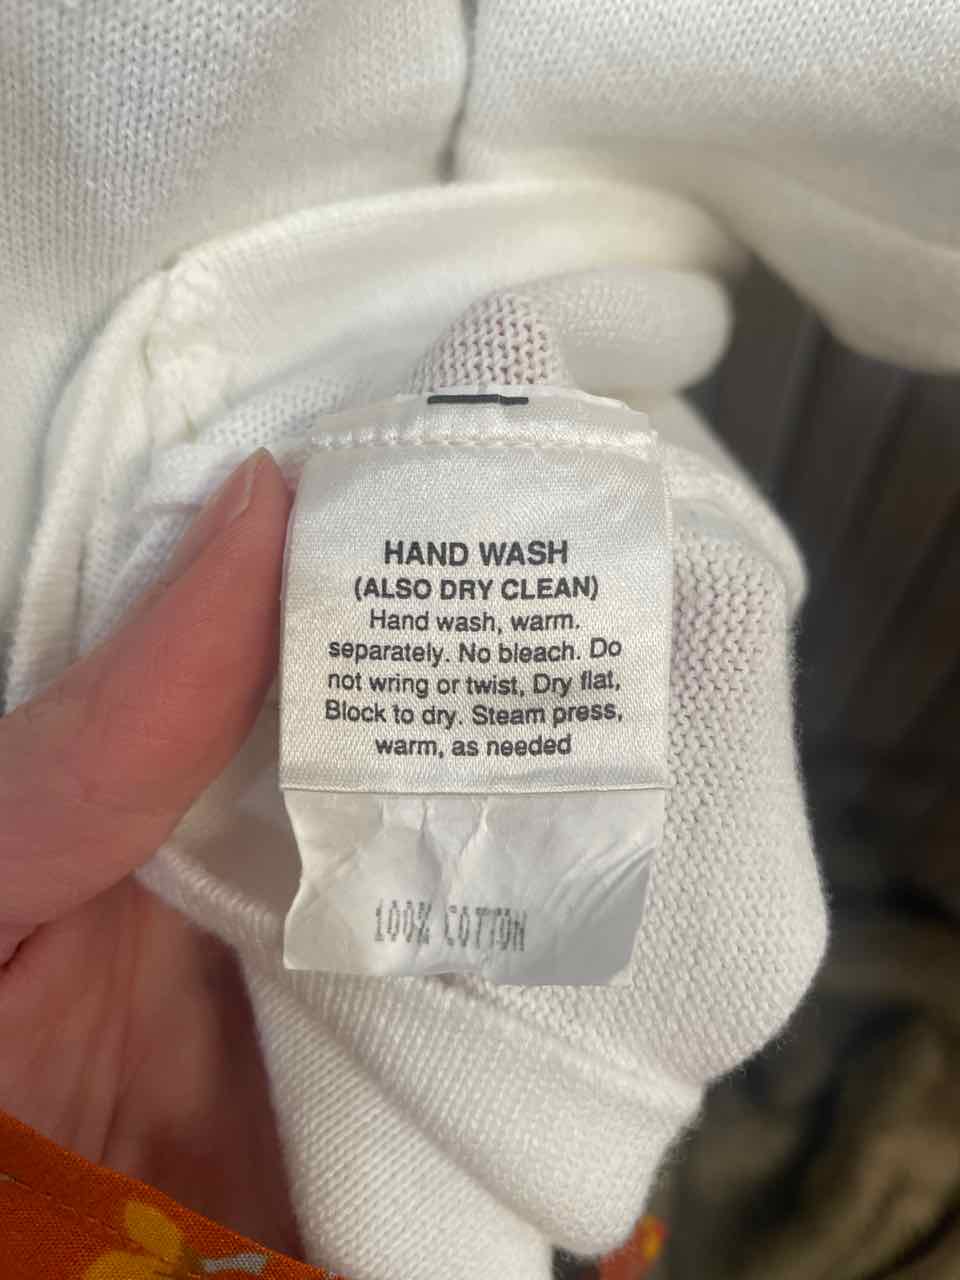 HAND WASH
(ALSO DRY CLEAN)
Hand wash, warm.
separately. No bleach. Do
not wring or twist, Dry flat,
Block to dry. Steam press,
warm, as needed
100% COTTON